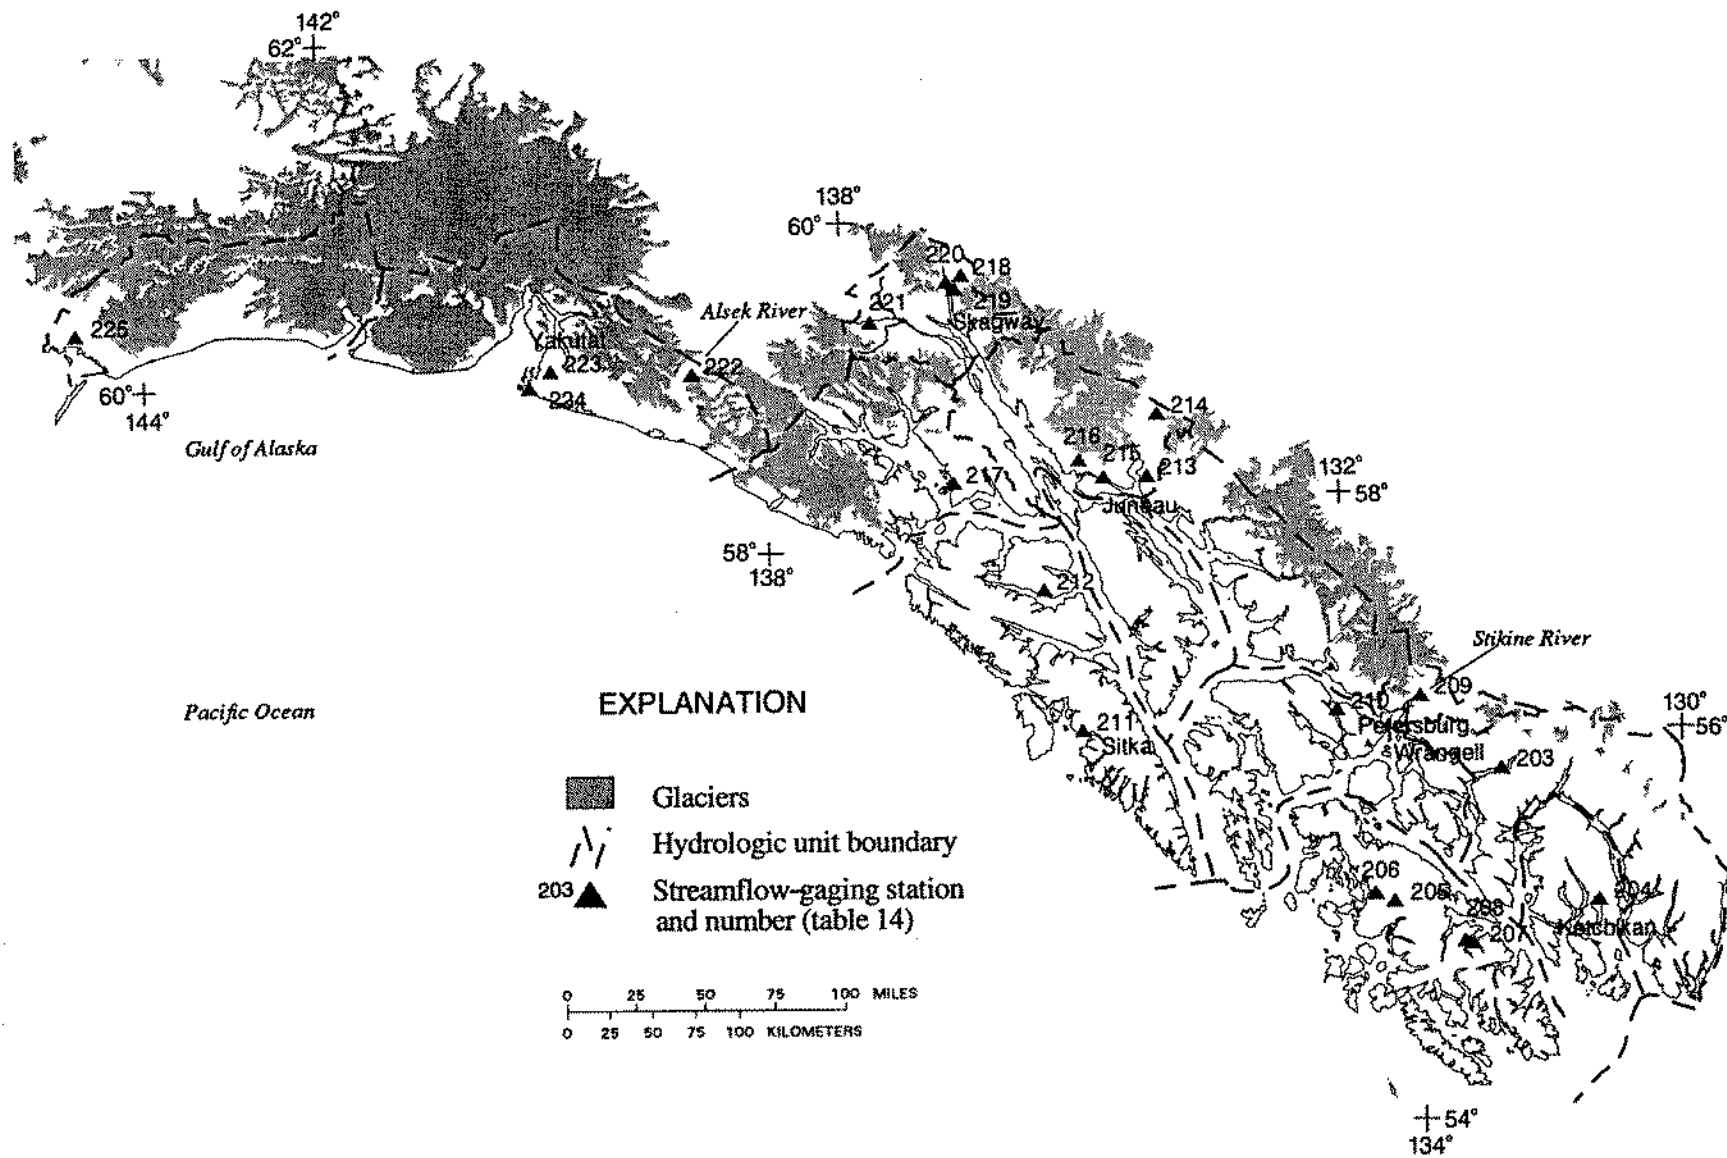 142°
62°
138°
60°
220
218
219
Skagway
221
Alsek River
225
Yakutat
223
222
234
60°
144°
Gulf of Alaska
214
216
215
213
Juneau
132°
58°
217
58°
138°
212
Stikine River
209
210
Petersburg
Wrangell
130°
56°
203
211
Sitka
Pacific Ocean
EXPLANATION
Glaciers
Hydrologic unit boundary
203 Streamflow-gaging station
and number (table 14)
206
205
208
207
204
Ketchikan
0 25 50 75 100 MILES
0 25 50 75 100 KILOMETERS
54°
134°